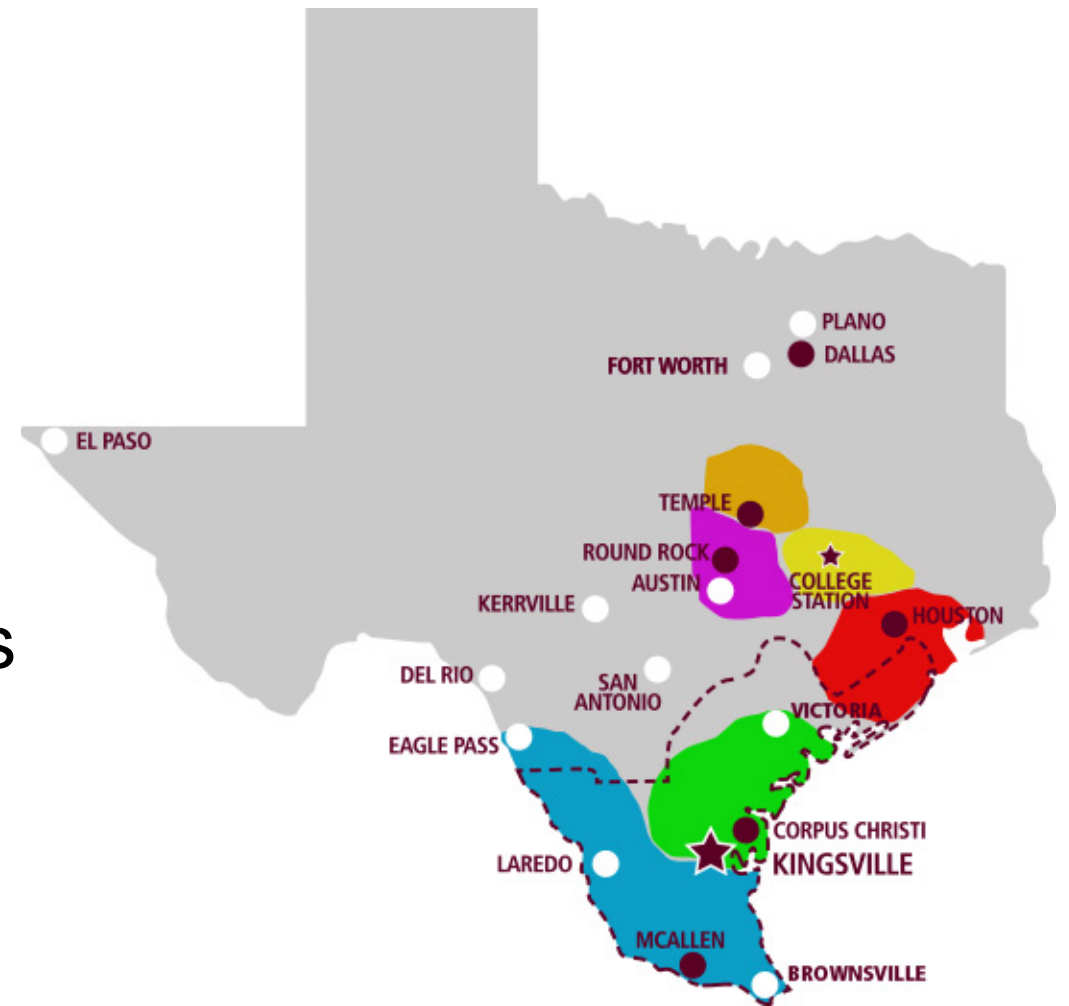 PLANO
DALLAS
FORT WORTH
EL PASO
TEMPLE
ROUND ROCK
AUSTIN
COLLEGE
STATION
KERRVILLE
HOUSTON
s
DEL RIO
SAN
ANTONIO
VICTORIA
EAGLE PASS
CORPUS CHRISTI
LAREDO
KINGSVILLE
MCALLEN
BROWNSVILLE